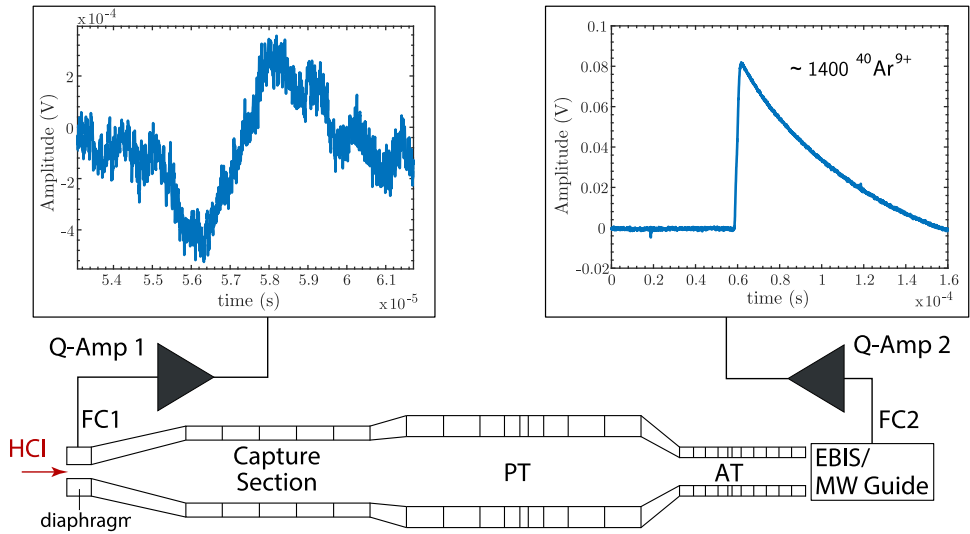 x10⁻⁴
2
0
-2
-4
Amplitude (V)
5.4
5.5
5.6
5.7
5.8
5.9
6
6.1
time (s)
x10⁻⁵
0.1
0.08
0.06
0.04
0.02
0
-0.02
Amplitude (V)
~ 1400 ⁴⁰Ar⁹⁺
0
0.2
0.4
0.6
0.8
1
1.2
1.4
1.6
time (s)
x10⁻⁴
Q-Amp 1
Q-Amp 2
FC1
FC2
HCI
Capture
Section
PT
AT
EBIS/
MW Guide
diaphragm